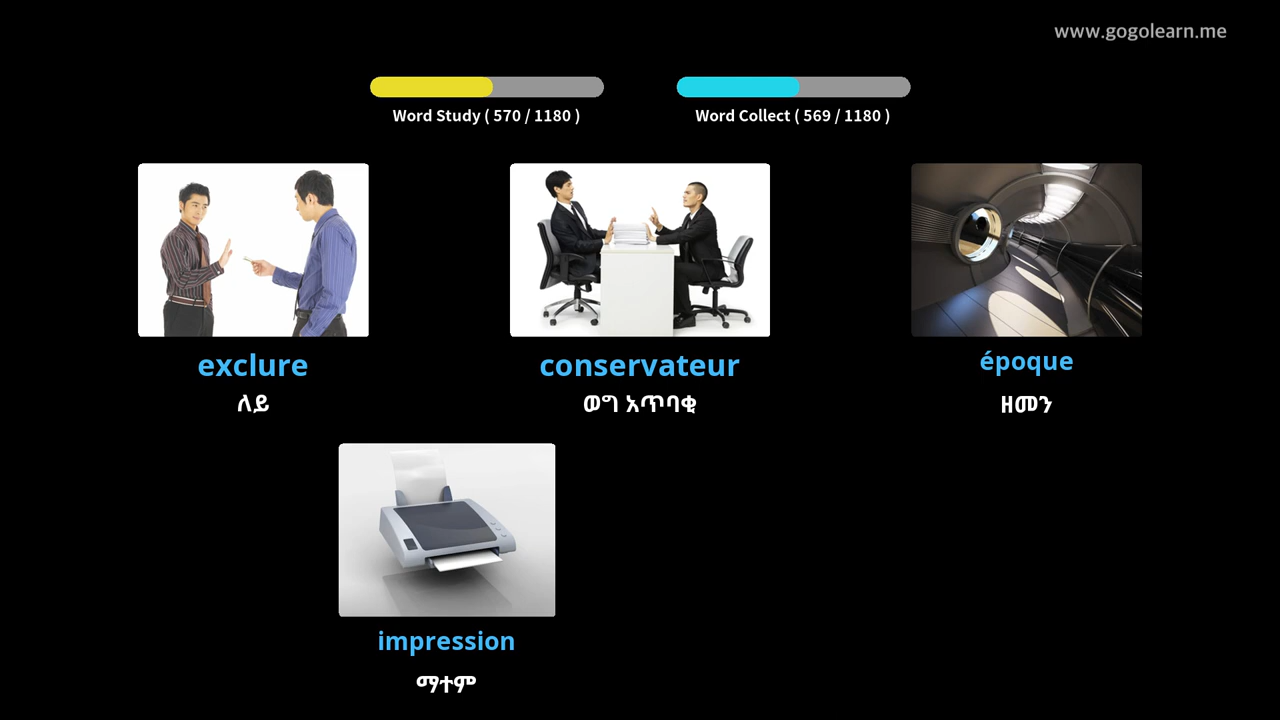 www.gogolearn.me
Word Study ( 570 / 1180 )
Word Collect ( 569 / 1180 )
exclure
ለይ
conservateur
ወግ አጥባቂ
époque
ዘመን
impression
ማተም